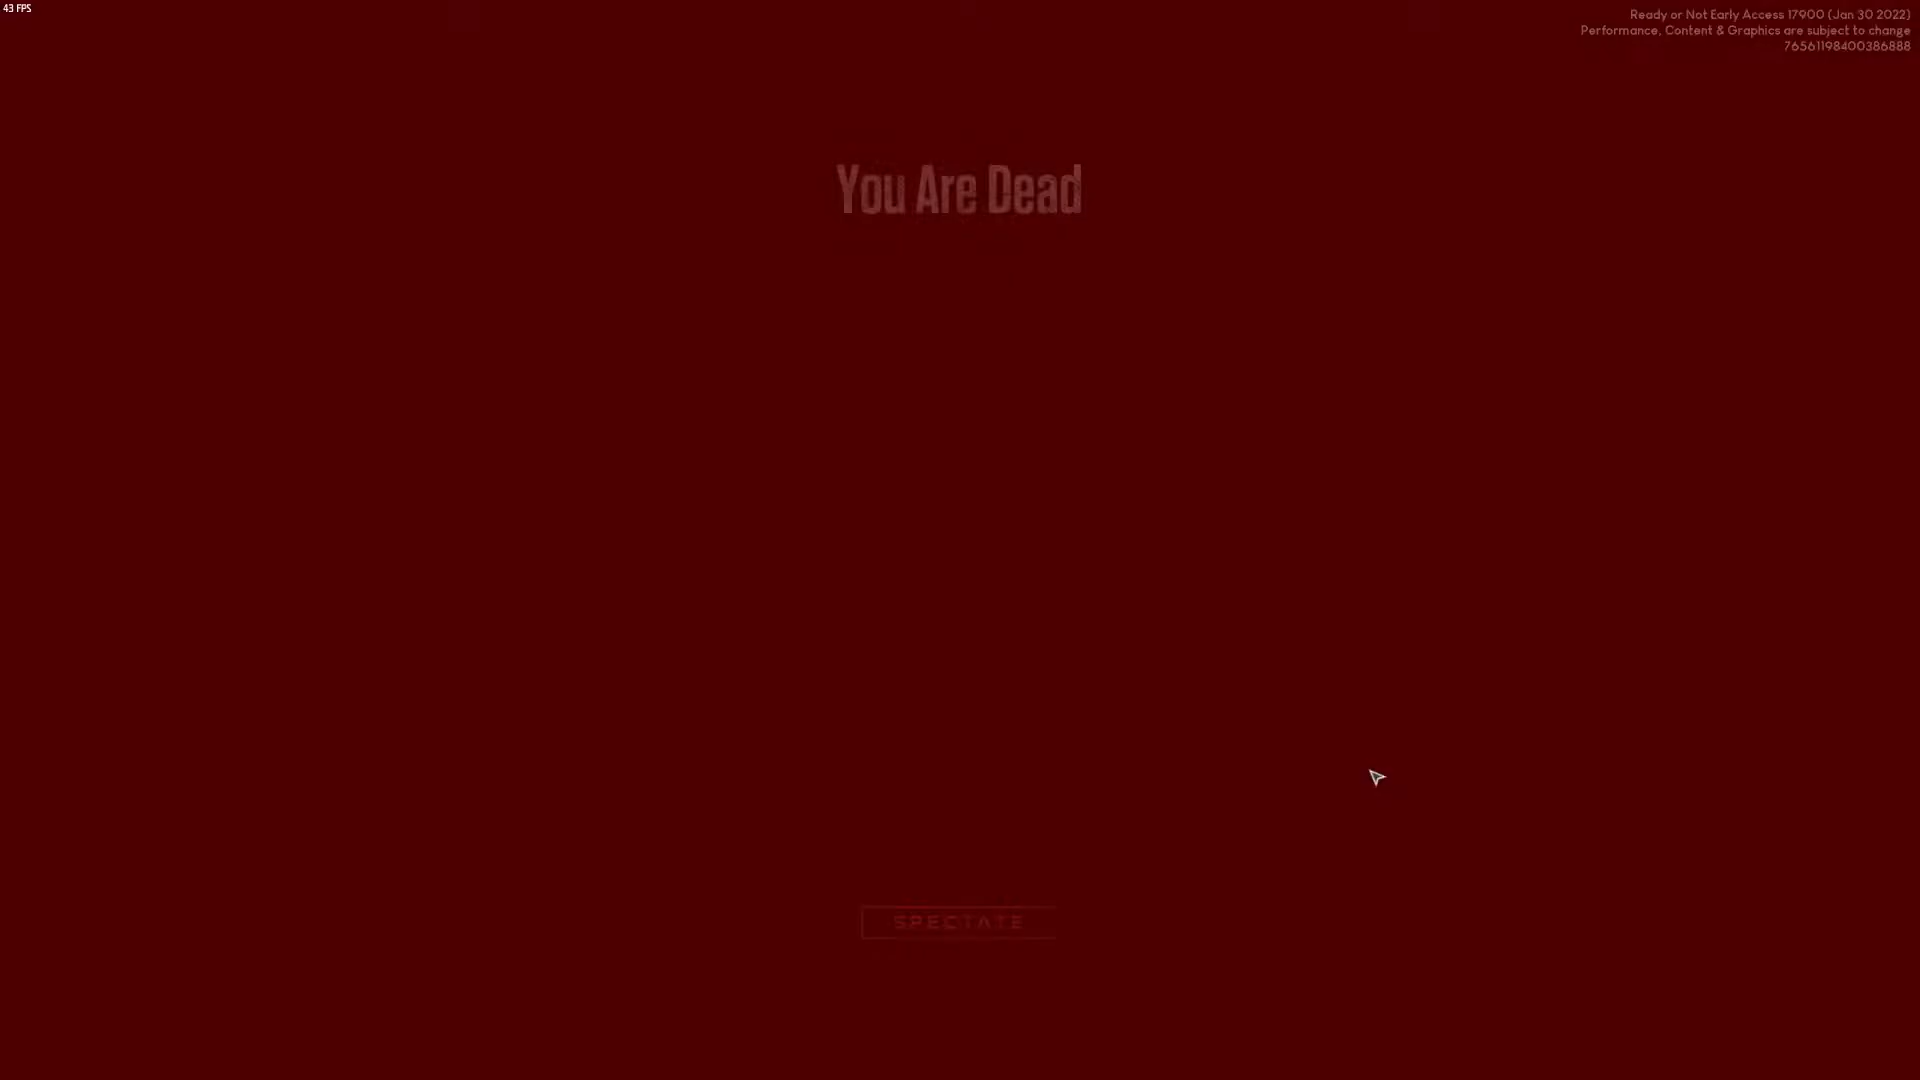 43 FPS
Ready or Not Early Access 17900 (Jan 30 2022)
Performance, Content & Graphics are subject to change
76561198400386888
You Are Dead
SPECTATE